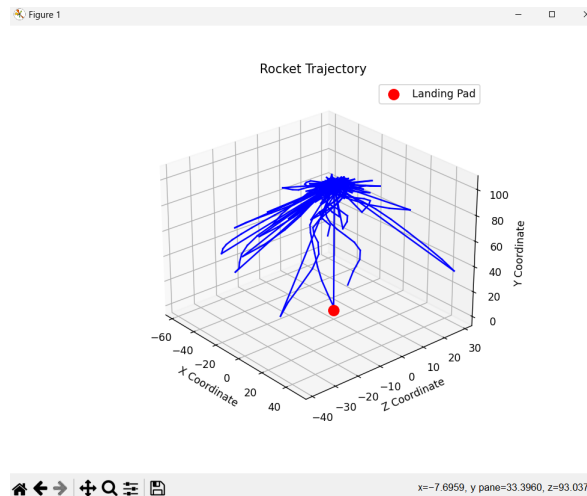 Figure 1
Rocket Trajectory
Landing Pad
100
80
60
40
20
0
Y Coordinate
−60
−40
−20
0
20
40
X Coordinate
−40
−30
−20
−10
0
10
20
30
Z Coordinate
x=−7.6959, y pane=33.3960, z=93.037